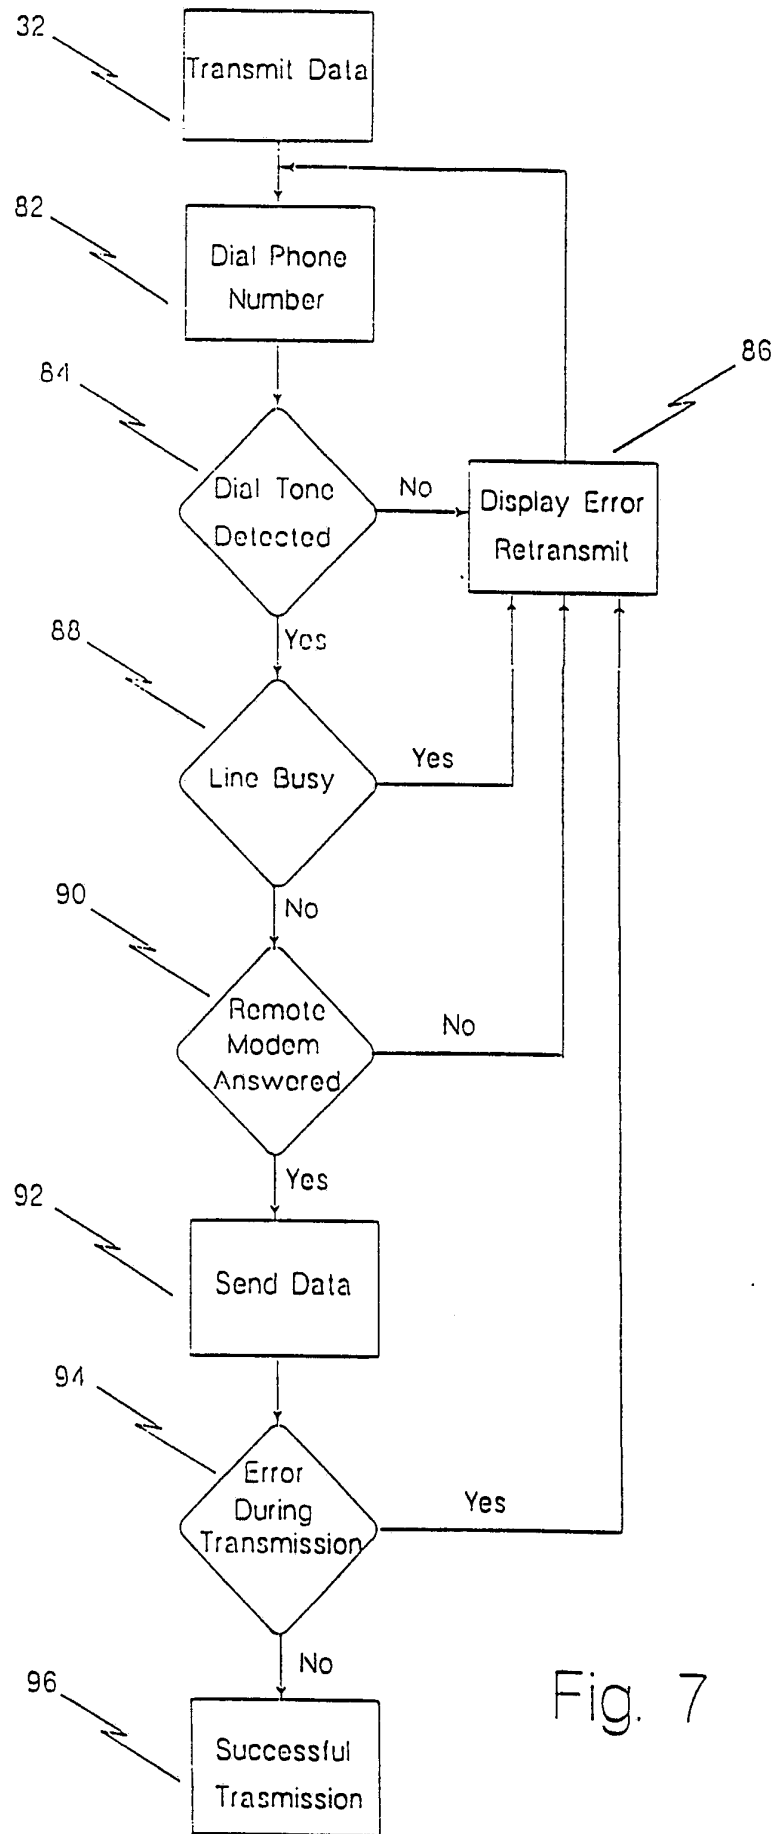 32
Transmit Data
82
Dial Phone
Number
84
86
Dial Tone
Detected
No
Display Error
Retransmit
Yes
88
Line Busy
Yes
No
90
Remote
Modem
Answered
No
Yes
92
Send Data
94
Error
During
Transmission
Yes
No
96
Successful
Trasmission
Fig. 7